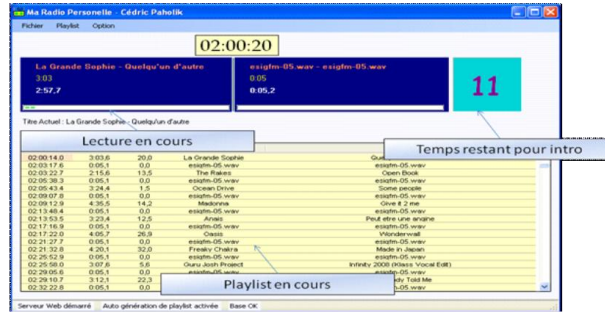 Ma Radio Personelle - Cédric Paholik
Fichier Playlist Option
02:00:20
La Grande Sophie - Quelqu'un d'autre
3:03
2:57,7
esigfm-05.wav - esigfm-05.wav
0:05
0:05,2
11
Titre Actuel : La Grande Sophie - Quelqu'un d'autre
Lecture en cours
Temps restant pour intro
02:00:14.0 3:03,6 20,0 La Grande Sophie
02:03:17.6 0:05,1 0,0 esigfm-05.wav esigfm-05.wav
02:03:22.7 2:15,6 13,5 The Rakes Open Book
02:05:38.3 0:05,1 0,0 esigfm-05.wav esigfm-05.wav
02:05:43.4 3:24,4 1,5 Ocean Drive Some people
02:09:07.8 0:05,1 0,0 esigfm-05.wav esigfm-05.wav
02:09:12.9 4:35,5 14,2 Madonna Give it 2 me
02:13:48.4 0:05,1 0,0 esigfm-05.wav esigfm-05.wav
02:13:53.5 3:23,4 12,5 Anais Peut etre une angine
02:17:16.9 0:05,1 0,0 esigfm-05.wav esigfm-05.wav
02:17:22.0 4:05,7 26,9 Oasis Wonderwall
02:21:27.7 0:05,1 0,0 esigfm-05.wav esigfm-05.wav
02:21:32.8 4:20,1 32,0 Freaky Chakra Made in Japan
02:25:52.9 0:05,1 0,0 esigfm-05.wav esigfm-05.wav
02:25:58.0 3:07,6 5,6 Guru Josh Project Infinity 2008 (Klass Vocal Edit)
02:29:05.6 0:05,1 0,0 esigfm-05.wav
02:29:10.7 3:12,1 22,3 Told Me
02:32:22.8 0:05,1 0,0
Playlist en cours
Serveur Web démarré Auto génération de playlist activée Base OK